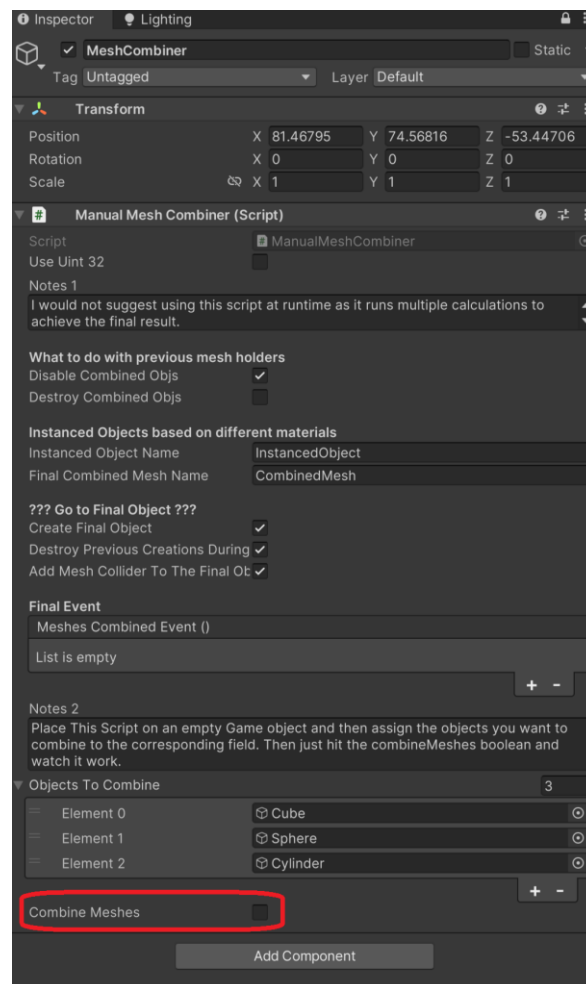 Inspector Lighting
MeshCombiner Static
Tag Untagged Layer Default
Transform
Position X 81.46795 Y 74.56816 Z -53.44706
Rotation X 0 Y 0 Z 0
Scale X 1 Y 1 Z 1
# Manual Mesh Combiner (Script)
Script # ManualMeshCombiner
Use Uint 32
Notes 1
I would not suggest using this script at runtime as it runs multiple calculations to
achieve the final result.
What to do with previous mesh holders
Disable Combined Objs
Destroy Combined Objs
Instanced Objects based on different materials
Instanced Object Name InstancedObject
Final Combined Mesh Name CombinedMesh
??? Go to Final Object ???
Create Final Object
Destroy Previous Creations During
Add Mesh Collider To The Final Ob
Final Event
Meshes Combined Event ()
List is empty
+ -
Notes 2
Place This Script on an empty Game object and then assign the objects you want to
combine to the corresponding field. Then just hit the combineMeshes boolean and
watch it work.
Objects To Combine 3
Element 0 Cube
Element 1 Sphere
Element 2 Cylinder
+ -
Combine Meshes
Add Component